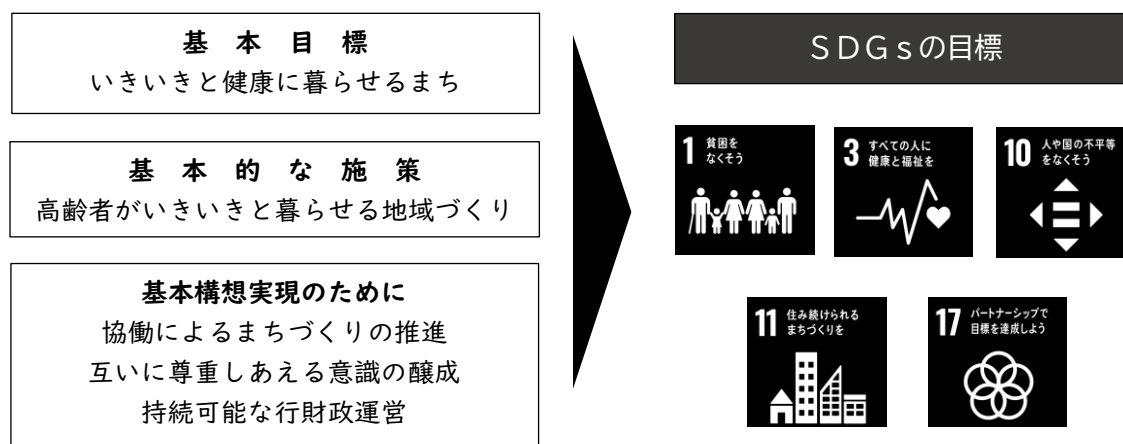 基本目標
いきいきと健康に暮らせるまち
基本的な施策
高齢者がいきいきと暮らせる地域づくり
基本構想実現のために
協働によるまちづくりの推進
互いに尊重しあえる意識の醸成
持続可能な行財政運営
ＳＤＧｓの目標
1 貧困を
なくそう
3 すべての人に
健康と福祉を
10 人や国の不平等
をなくそう
11 住み続けられる
まちづくりを
17 パートナーシップで
目標を達成しよう